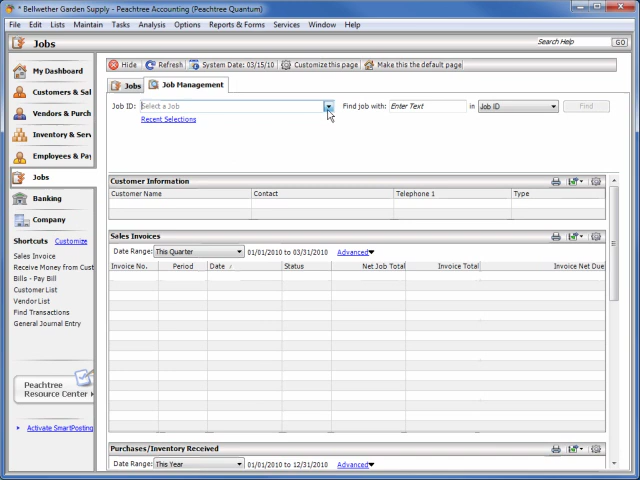 * Bellwether Garden Supply - Peachtree Accounting (Peachtree Quantum)
File Edit Lists Maintain Tasks Analysis Options Reports & Forms Services Window Help
Jobs Search Help GO
Hide Refresh System Date: 03/15/10 Customize this page Make this the default page
My Dashboard
Customers & Sal
Vendors & Purch
Inventory & Serv
Employees & Pay
Jobs
Banking
Company
Shortcuts Customize
Sales Invoice
Receive Money from Cust
Bills - Pay Bill
Customer List
Vendor List
Find Transactions
General Journal Entry
Peachtree
Resource Center
Activate SmartPosting
Jobs Job Management
Job ID: Select a Job Find job with: Enter Text in Job ID Find
Recent Selections
Customer Information
Customer Name Contact Telephone 1 Type
Sales Invoices
Date Range: This Quarter 01/01/2010 to 03/31/2010 Advanced
Invoice No. Period Date / Status Net Job Total Invoice Total Invoice Net Due
Purchases/Inventory Received
Date Range: This Year 01/01/2010 to 12/31/2010 Advanced